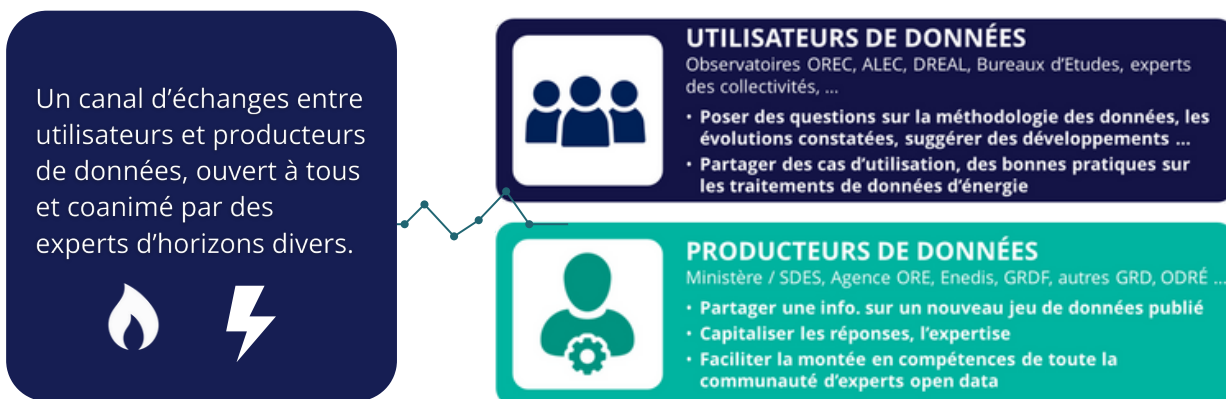 Un canal d’échanges entre
utilisateurs et producteurs
de données, ouvert à tous
et coanimé par des
experts d’horizons divers.
UTILISATEURS DE DONNÉES
Observatoires OREC, ALEC, DREAL, Bureaux d’Etudes, experts
des collectivités, ...
• Poser des questions sur la méthodologie des données, les
évolutions constatées, suggérer des développements ...
• Partager des cas d’utilisation, des bonnes pratiques sur
les traitements de données d’énergie
PRODUCTEURS DE DONNÉES
Ministère / SDES, Agence ORE, Enedis, GRDF, autres GRD, ODRÉ ...
• Partager une info. sur un nouveau jeu de données publié
• Capitaliser les réponses, l’expertise
• Faciliter la montée en compétences de toute la
communauté d’experts open data